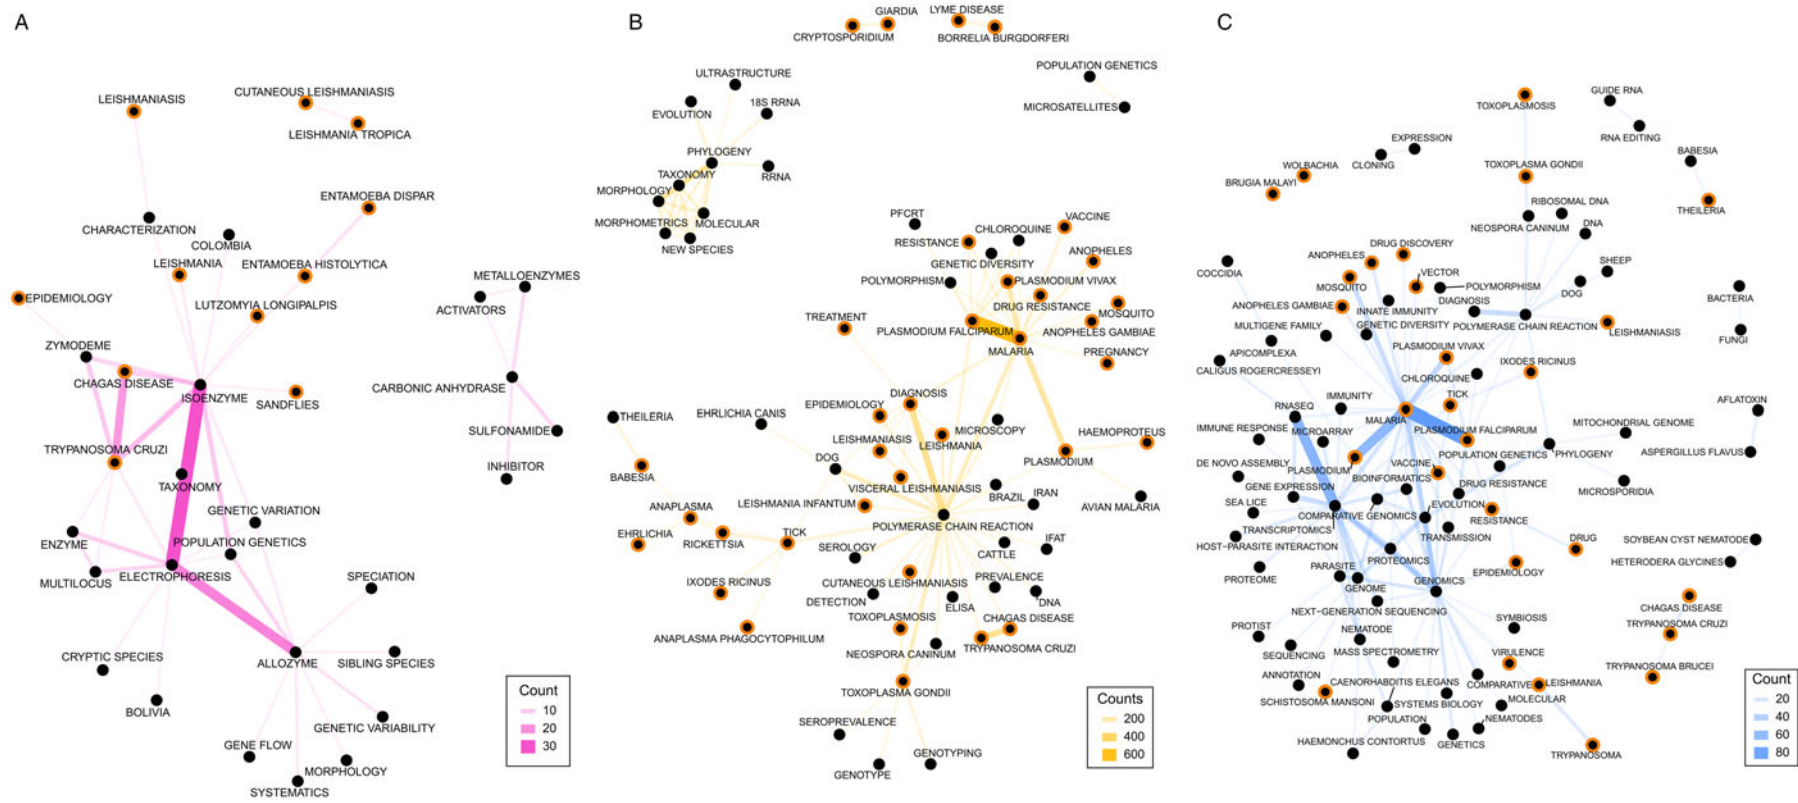 A
LEISHMANIASIS
CUTANEOUS LEISHMANIASIS
LEISHMANIA TROPICA
ENTAMOEBA DISPAR
CHARACTERIZATION
COLOMBIA
LEISHMANIA
ENTAMOEBA HISTOLYTICA
METALLOENZYMES
EPIDEMIOLOGY
LUTZOMYIA LONGIPALPIS
ACTIVATORS
ZYMODEME
CHAGAS DISEASE
ISOENZYME
SANDFLIES
CARBONIC ANHYDRASE
SULFONAMIDE
TRYPANOSOMA CRUZI
INHIBITOR
TAXONOMY
GENETIC VARIATION
ENZYME
POPULATION GENETICS
MULTILOCUS
ELECTROPHORESIS
SPECIATION
CRYPTIC SPECIES
ALLOZYME
SIBLING SPECIES
BOLIVIA
GENETIC VARIABILITY
GENE FLOW
MORPHOLOGY
SYSTEMATICS
Count
10
20
30
B
GIARDIA
LYME DISEASE
CRYPTOSPORIDIUM
BORRELIA BURGDORFERI
ULTRASTRUCTURE
POPULATION GENETICS
EVOLUTION
18S RRNA
MICROSATELLITES
PHYLOGENY
TAXONOMY
RRNA
MORPHOLOGY
MORPHOMETRICS
MOLECULAR
NEW SPECIES
PFCRT
VACCINE
CHLOROQUINE
RESISTANCE
ANOPHELES
GENETIC DIVERSITY
POLYMORPHISM
PLASMODIUM VIVAX
DRUG RESISTANCE
MOSQUITO
TREATMENT
PLASMODIUM FALCIPARUM
ANOPHELES GAMBIAE
MALARIA
PREGNANCY
DIAGNOSIS
THEILERIA
EHRLICHIA CANIS
EPIDEMIOLOGY
MICROSCOPY
HAEMOPROTEUS
LEISHMANIASIS
LEISHMANIA
PLASMODIUM
DOG
BABESIA
VISCERAL LEISHMANIASIS
BRAZIL
IRAN
AVIAN MALARIA
LEISHMANIA INFANTUM
ANAPLASMA
POLYMERASE CHAIN REACTION
EHRLICHIA
RICKETTSIA
TICK
SEROLOGY
CATTLE
IFAT
IXODES RICINUS
CUTANEOUS LEISHMANIASIS
PREVALENCE
DETECTION
ELISA
DNA
TOXOPLASMOSIS
CHAGAS DISEASE
ANAPLASMA PHAGOCYTOPHILUM
NEOSPORA CANINUM
TRYPANOSOMA CRUZI
TOXOPLASMA GONDII
SEROPREVALENCE
GENOTYPING
GENOTYPE
Counts
200
400
600
C
TOXOPLASMOSIS
GUIDE RNA
EXPRESSION
RNA EDITING
CLONING
WOLBACHIA
TOXOPLASMA GONDII
BABESIA
BRUGIA MALAYI
RIBOSOMAL DNA
THEILERIA
NEOSPORA CANINUM
DNA
DRUG DISCOVERY
ANOPHELES
COCCIDIA
VECTOR
SHEEP
MOSQUITO
POLYMORPHISM
DOG
BACTERIA
ANOPHELES GAMBIAE
INNATE IMMUNITY
DIAGNOSIS
MULTIGENE FAMILY
GENETIC DIVERSITY
POLYMERASE CHAIN REACTION
LEISHMANIASIS
FUNGI
APICOMPLEXA
PLASMODIUM VIVAX
IXODES RICINUS
CALIGUS ROGERCRESSEYI
CHLOROQUINE
RNASEQ
IMMUNITY
TICK
AFLATOXIN
MALARIA
IMMUNE RESPONSE
MICROARRAY
PLASMODIUM FALCIPARUM
MITOCHONDRIAL GENOME
POPULATION GENETICS
PHYLOGENY
ASPERGILLUS FLAVUS
DE NOVO ASSEMBLY
PLASMODIUM
VACCINE
BIOINFORMATICS
GENE EXPRESSION
DRUG RESISTANCE
MICROSPORIDIA
SEA LICE
COMPARATIVE GENOMICS
EVOLUTION
RESISTANCE
TRANSCRIPTOMICS
TRANSMISSION
DRUG
SOYBEAN CYST NEMATODE
HOST−PARASITE INTERACTION
PROTEOMICS
HETERODERA GLYCINES
PROTEOME
PARASITE
EPIDEMIOLOGY
GENOME
GENOMICS
CHAGAS DISEASE
NEXT−GENERATION SEQUENCING
SYMBIOSIS
TRYPANOSOMA CRUZI
PROTIST
NEMATODE
SEQUENCING
MASS SPECTROMETRY
VIRULENCE
TRYPANOSOMA BRUCEI
ANNOTATION
CAENORHABDITIS ELEGANS
COMPARATIVE
LEISHMANIA
SCHISTOSOMA MANSONI
SYSTEMS BIOLOGY
MOLECULAR
POPULATION
NEMATODES
HAEMONCHUS CONTORTUS
GENETICS
TRYPANOSOMA
Count
20
40
60
80